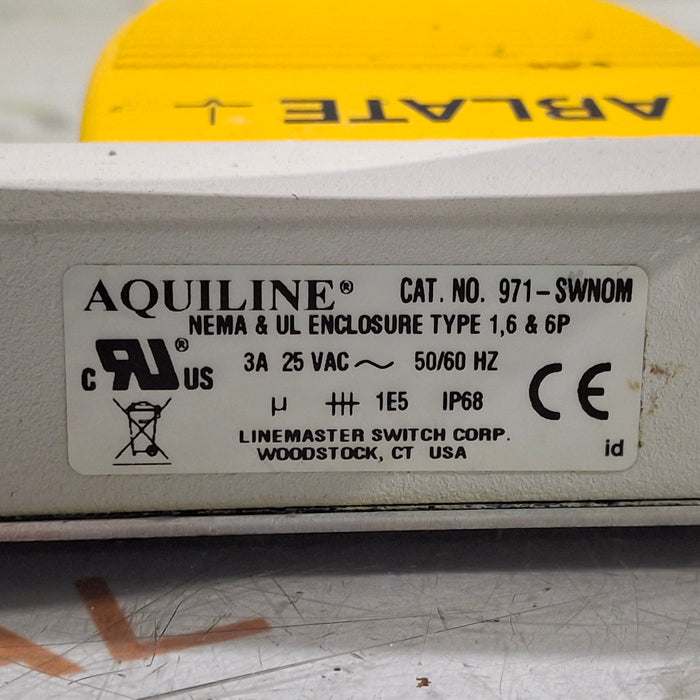 ABLATE
AQUILINE® CAT. NO. 971-SWNOM
NEMA & UL ENCLOSURE TYPE 1,6 & 6P
C RU® US 3A 25 VAC ~ 50/60 HZ
µ 1E5 IP68 CE
LINEMASTER SWITCH CORP.
WOODSTOCK, CT USA
id